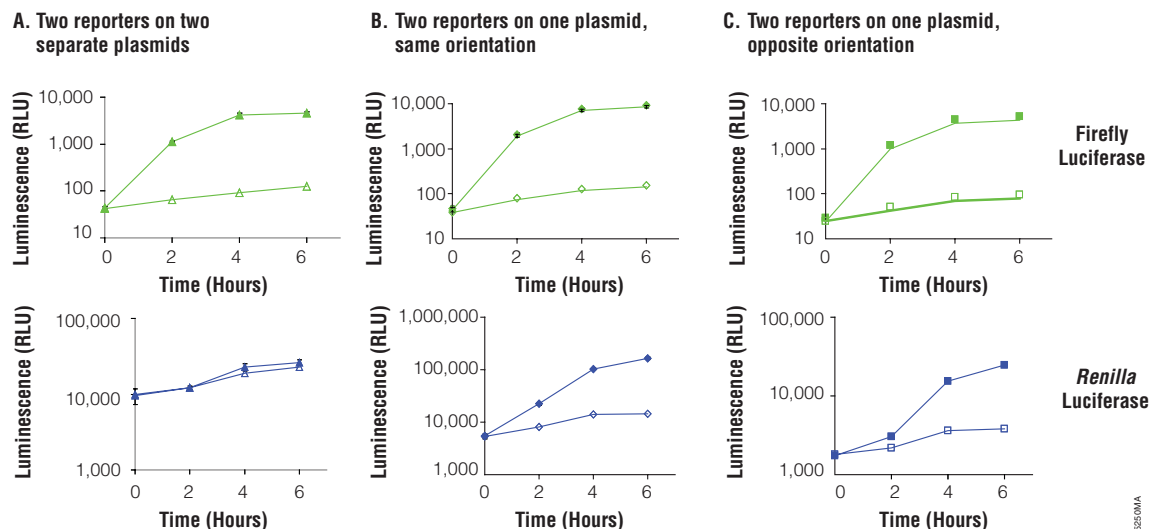 A. Two reporters on two
separate plasmids
B. Two reporters on one plasmid,
same orientation
C. Two reporters on one plasmid,
opposite orientation
Luminescence (RLU)
10,000
1,000
100
10
0 2 4 6
Time (Hours)
Luminescence (RLU)
10,000
1,000
100
10
0 2 4 6
Time (Hours)
Luminescence (RLU)
10,000
1,000
100
10
0 2 4 6
Time (Hours)
Firefly
Luciferase
Luminescence (RLU)
100,000
10,000
1,000
0 2 4 6
Time (Hours)
Luminescence (RLU)
1,000,000
100,000
10,000
1,000
0 2 4 6
Time (Hours)
Luminescence (RLU)
100,000
10,000
1,000
0 2 4 6
Time (Hours)
Renilla
Luciferase